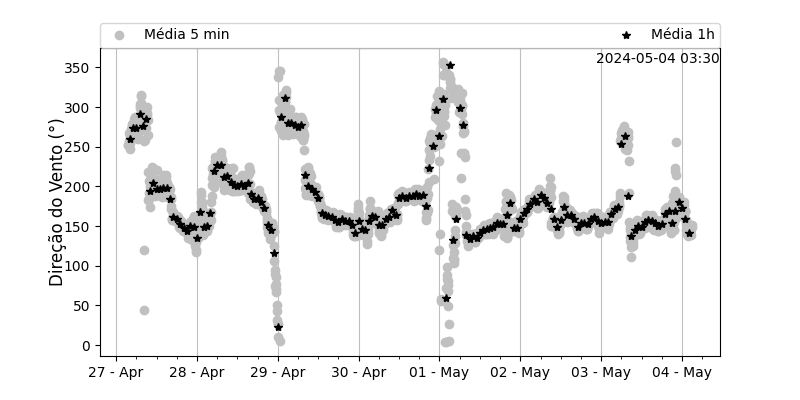 Média 5 min
Média 1h
2024-05-04 03:30
Direção do Vento (°)
350
300
250
200
150
100
50
0
27 - Apr
28 - Apr
29 - Apr
30 - Apr
01 - May
02 - May
03 - May
04 - May